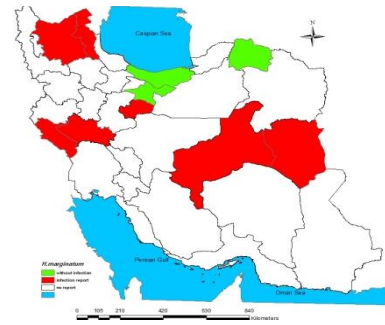 Caspian Sea
N
H.marginatum
without infection
infection report
no report
Persian Gulf
Oman Sea
0 105 210 420 630 840
Kilometers